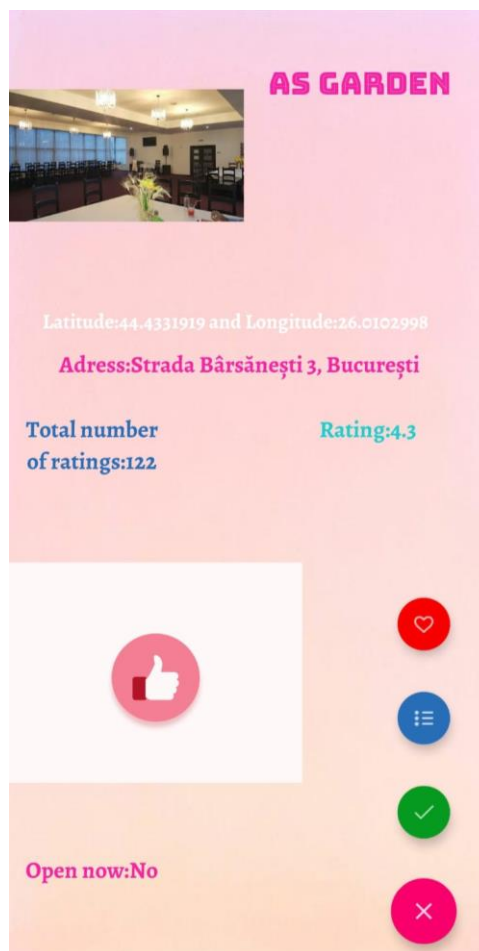 AS GARDEN
Latitude:44.4331919 and Longitude:26.0102998
Adress:Strada Bârsănești 3, București
Total number
of ratings:122
Rating:4.3
Open now:No